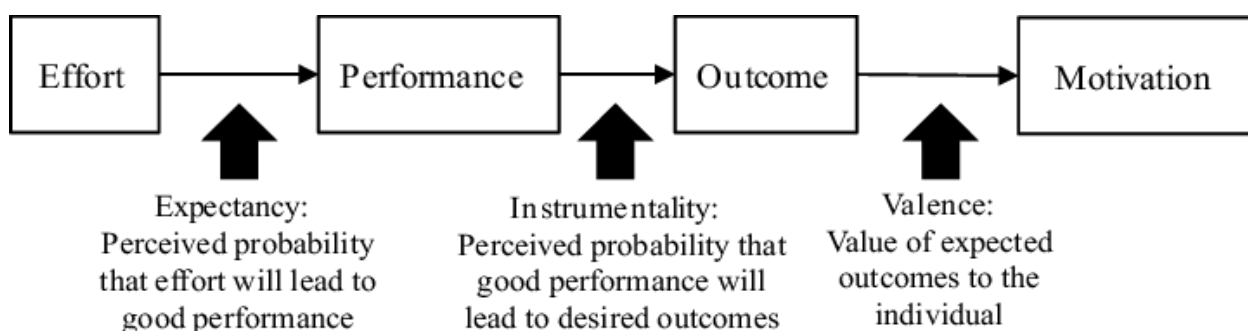 Effort
Performance
Outcome
Motivation
Expectancy:
Perceived probability
that effort will lead to
good performance
Instrumentality:
Perceived probability that
good performance will
lead to desired outcomes
Valence:
Value of expected
outcomes to the
individual